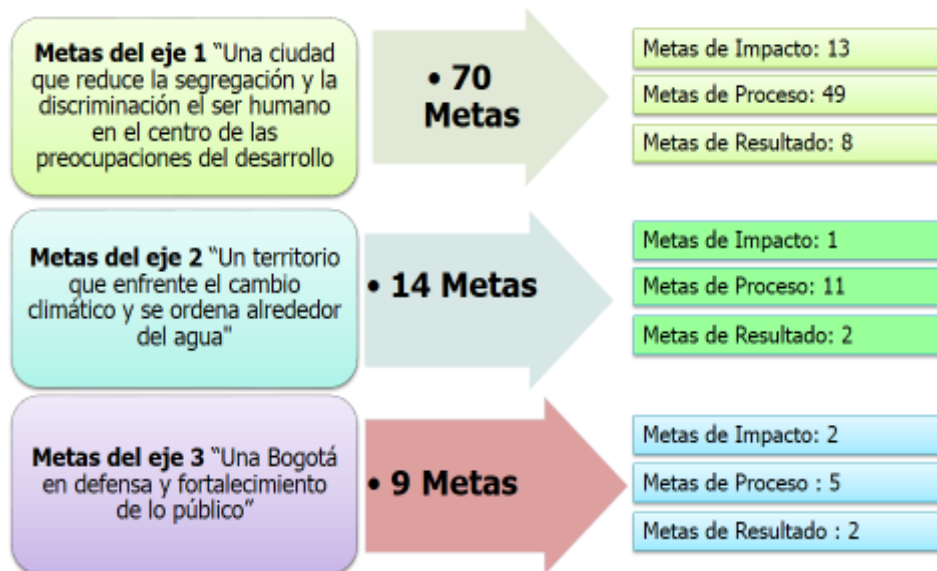 Metas del eje 1 "Una ciudad
que reduce la segregación y la
discriminación el ser humano
en el centro de las
preocupaciones del desarrollo
• 70
Metas
Metas de Impacto: 13
Metas de Proceso: 49
Metas de Resultado: 8
Metas del eje 2 "Un territorio
que enfrente el cambio
climático y se ordena alrededor
del agua"
• 14 Metas
Metas de Impacto: 1
Metas de Proceso: 11
Metas de Resultado: 2
Metas del eje 3 "Una Bogotá
en defensa y fortalecimiento
de lo público"
• 9 Metas
Metas de Impacto: 2
Metas de Proceso : 5
Metas de Resultado : 2